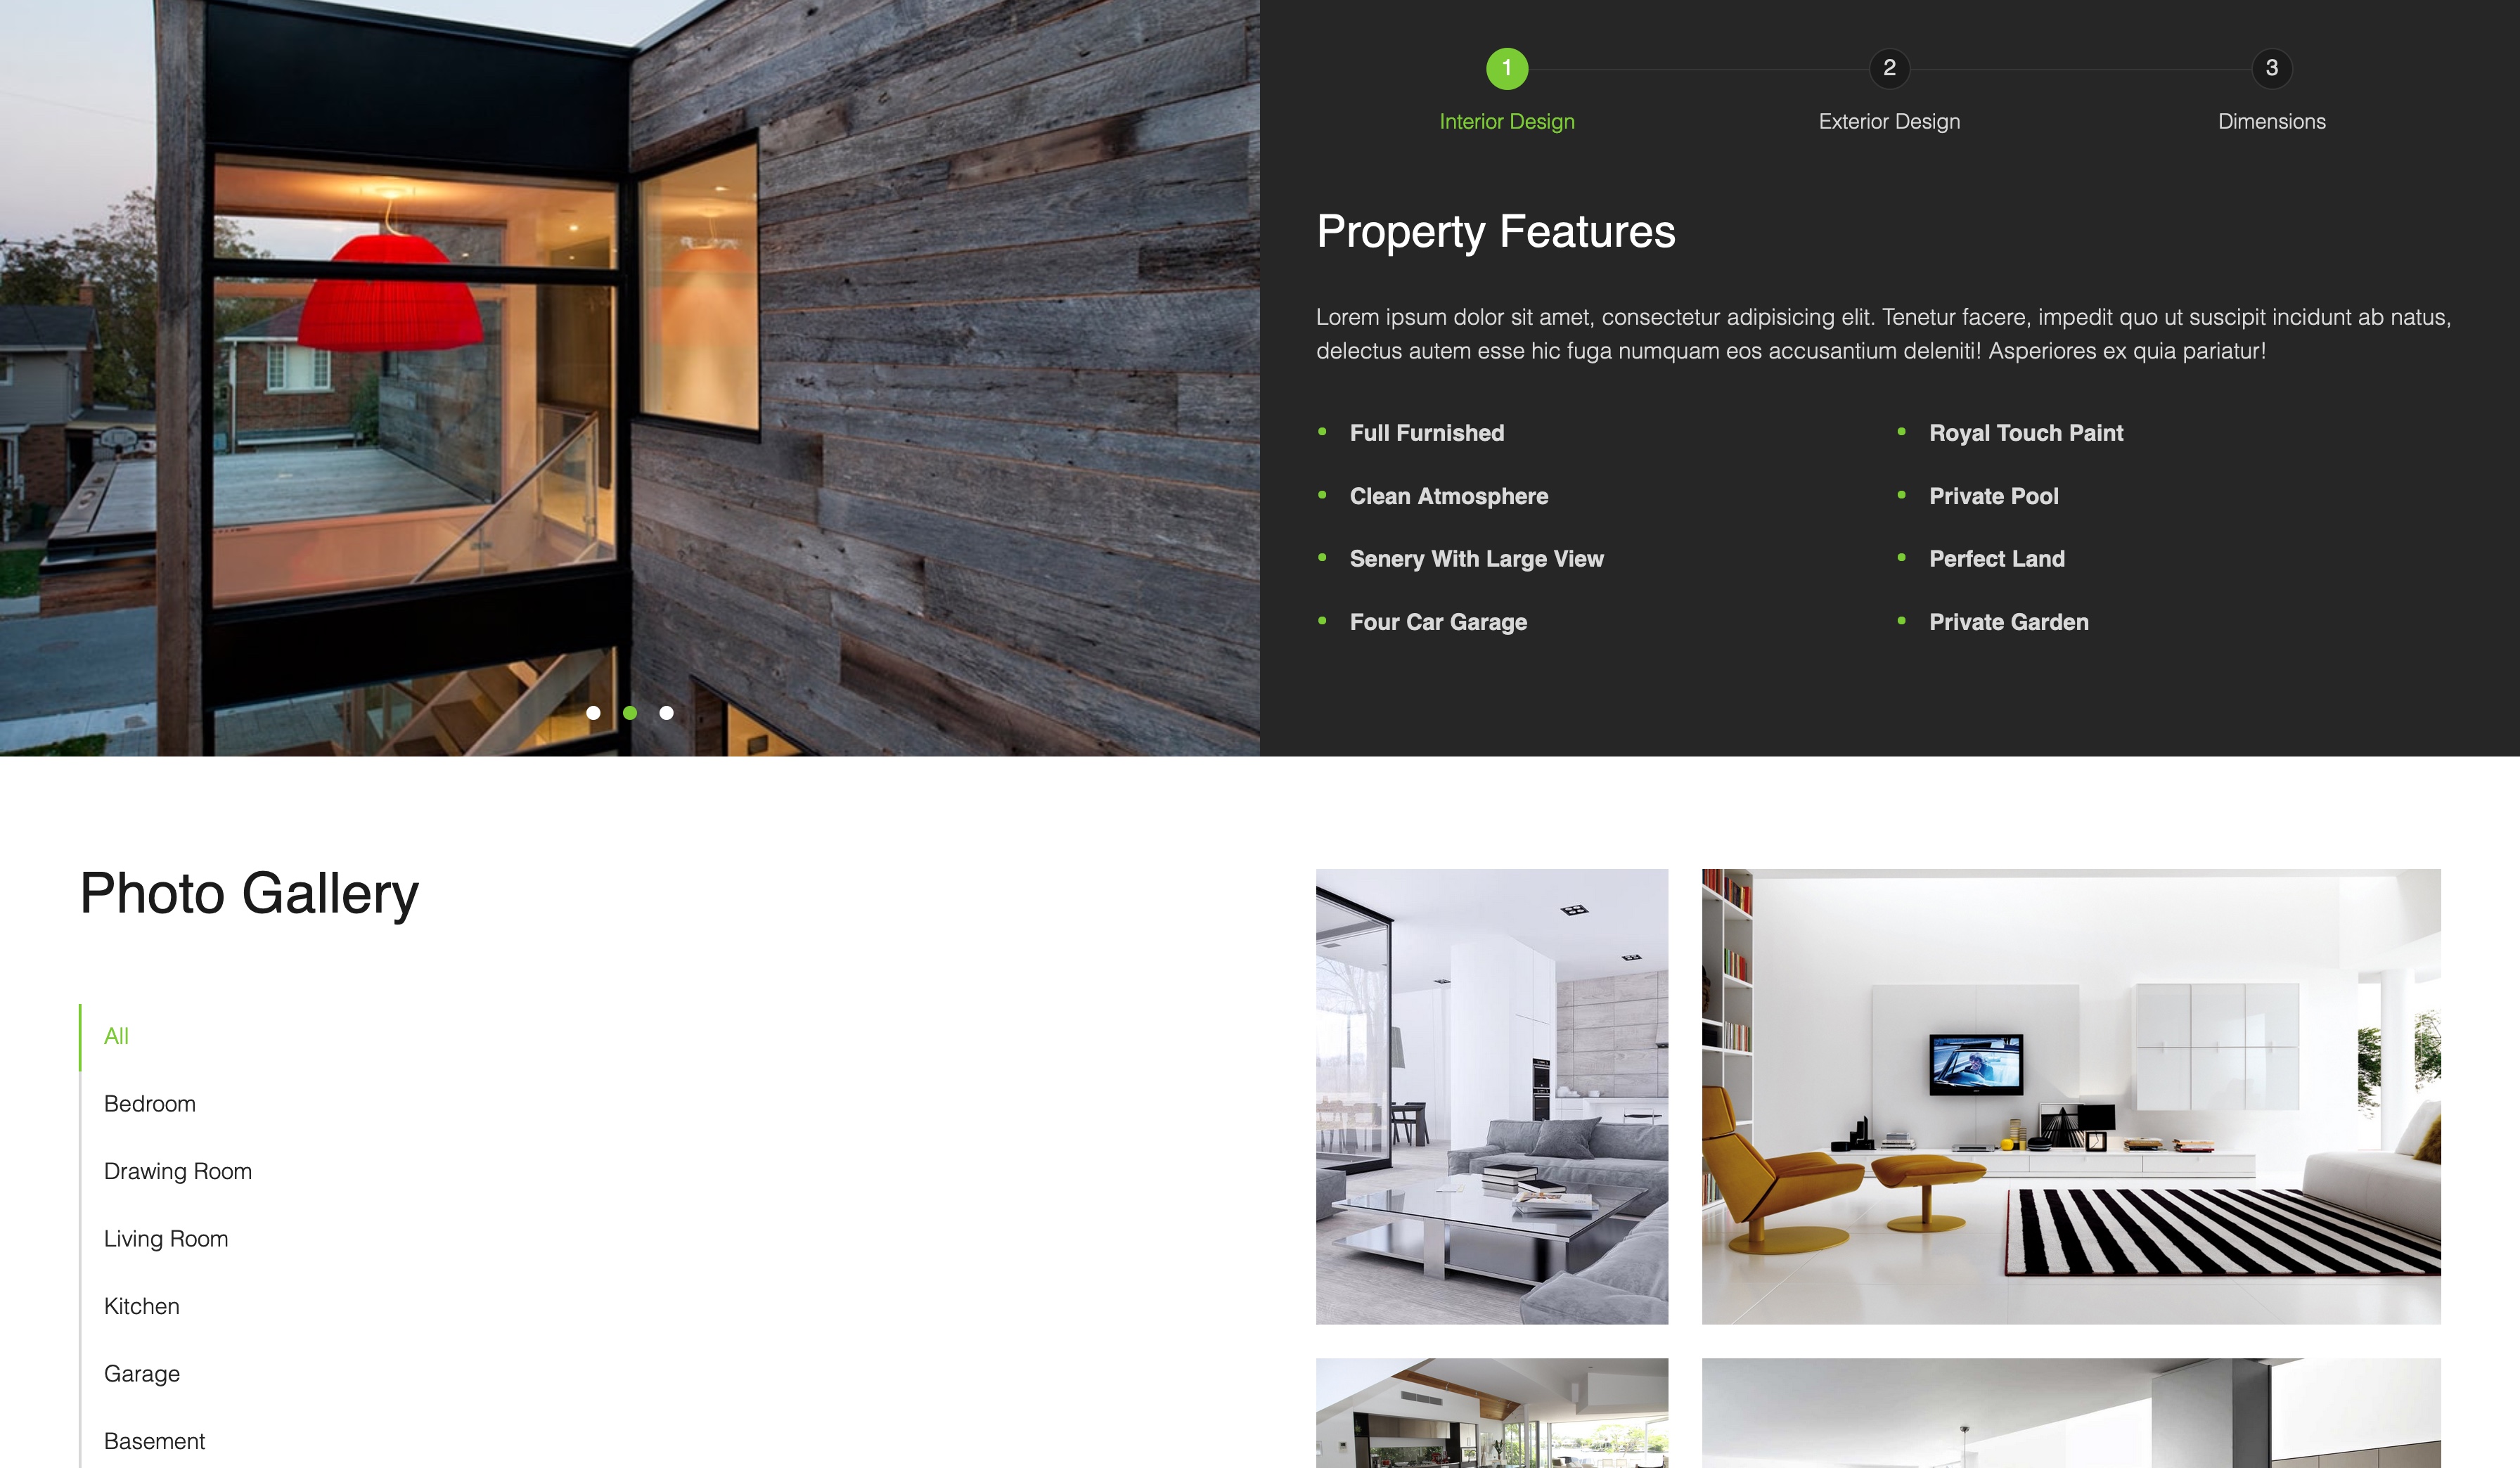 1
2
3
Interior Design
Exterior Design
Dimensions
Property Features
Lorem ipsum dolor sit amet, consectetur adipisicing elit. Tenetur facere, impedit quo ut suscipit incidunt ab natus,
delectus autem esse hic fuga numquam eos accusantium deleniti! Asperiores ex quia pariatur!
Full Furnished
Clean Atmosphere
Senery With Large View
Four Car Garage
Royal Touch Paint
Private Pool
Perfect Land
Private Garden
Photo Gallery
All
Bedroom
Drawing Room
Living Room
Kitchen
Garage
Basement